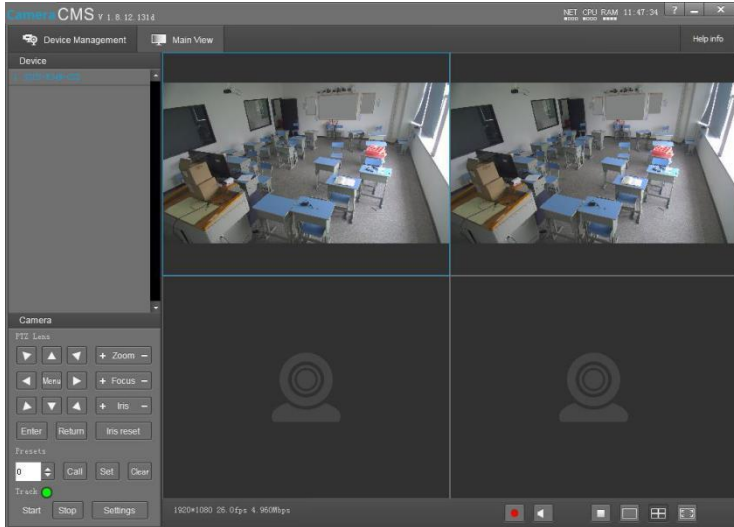 CameraCMS V 1.8.12.1316
NET CPU RAM 11:47:34 ? – ×
Device Management
Main View
Help info
Device
Camera
PTZ Lens
+ Zoom –
Menu
+ Focus –
+ Iris –
Enter Return Iris reset
Presets
0 Call Set Clear
Track
Start Stop Settings
1920*1080 26.0fps 4.960Mbps